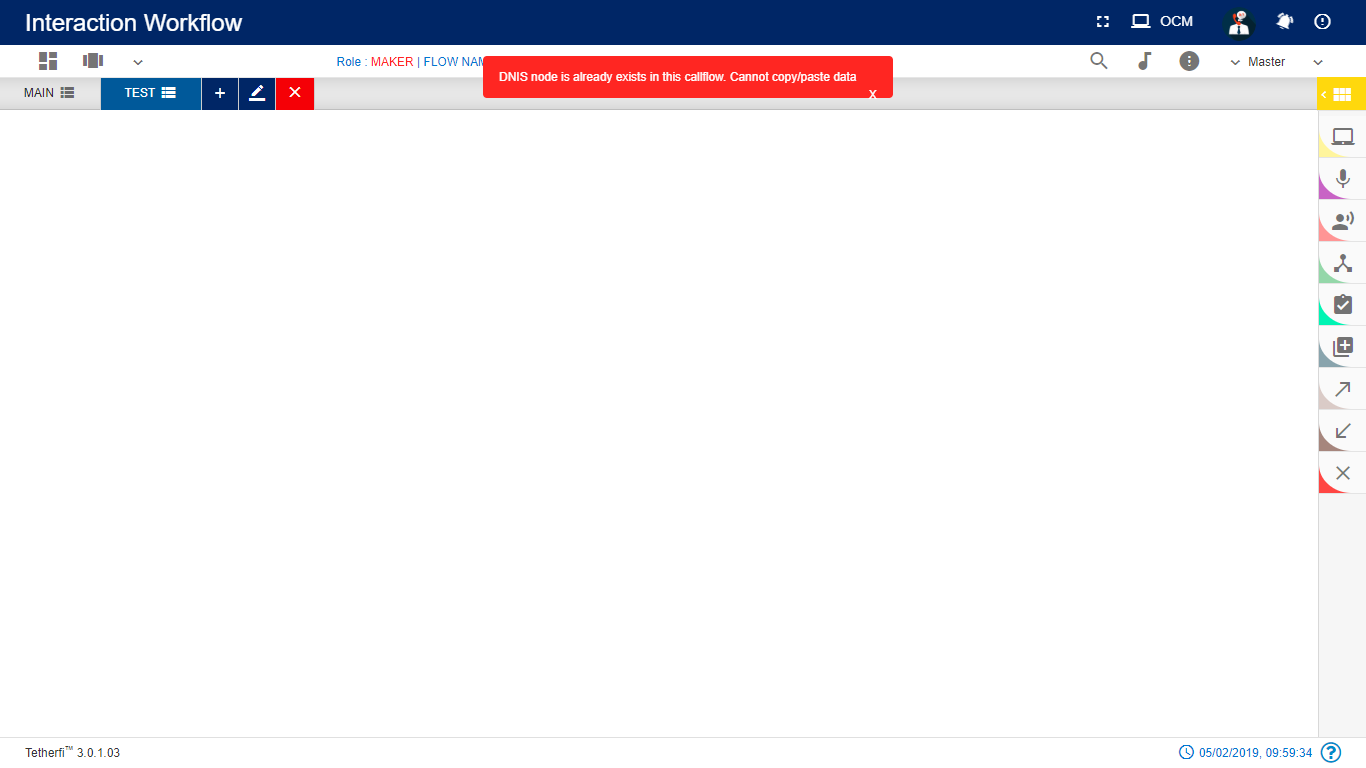 Interaction Workflow
OCM
Role : MAKER | FLOW NAM
DNIS node is already exists in this callflow. Cannot copy/paste data
x
Master
MAIN
TEST
Tetherfi™ 3.0.1.03
05/02/2019, 09:59:34